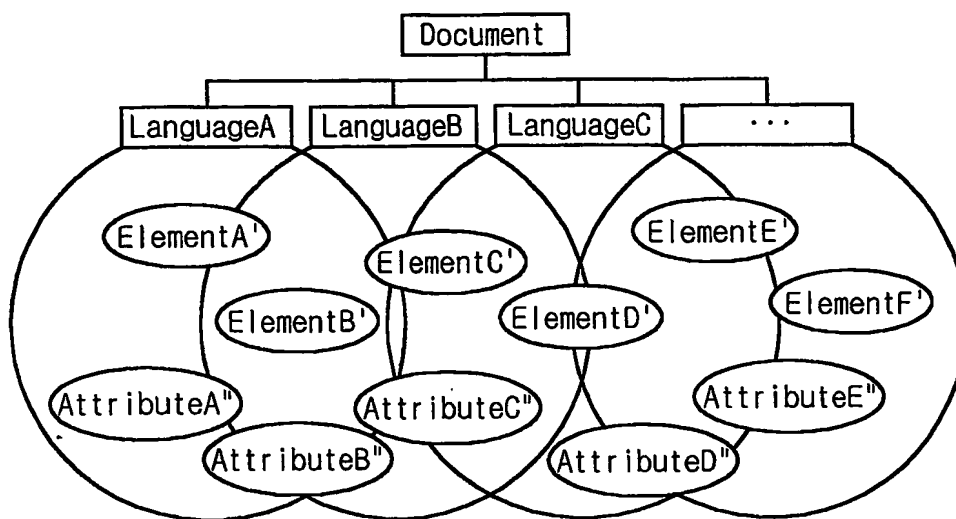 Document
LanguageA LanguageB LanguageC ...
ElementA' ElementE'
ElementC'
ElementB' ElementD' ElementF'
AttributeA" AttributeC" AttributeE"
AttributeB" AttributeD"